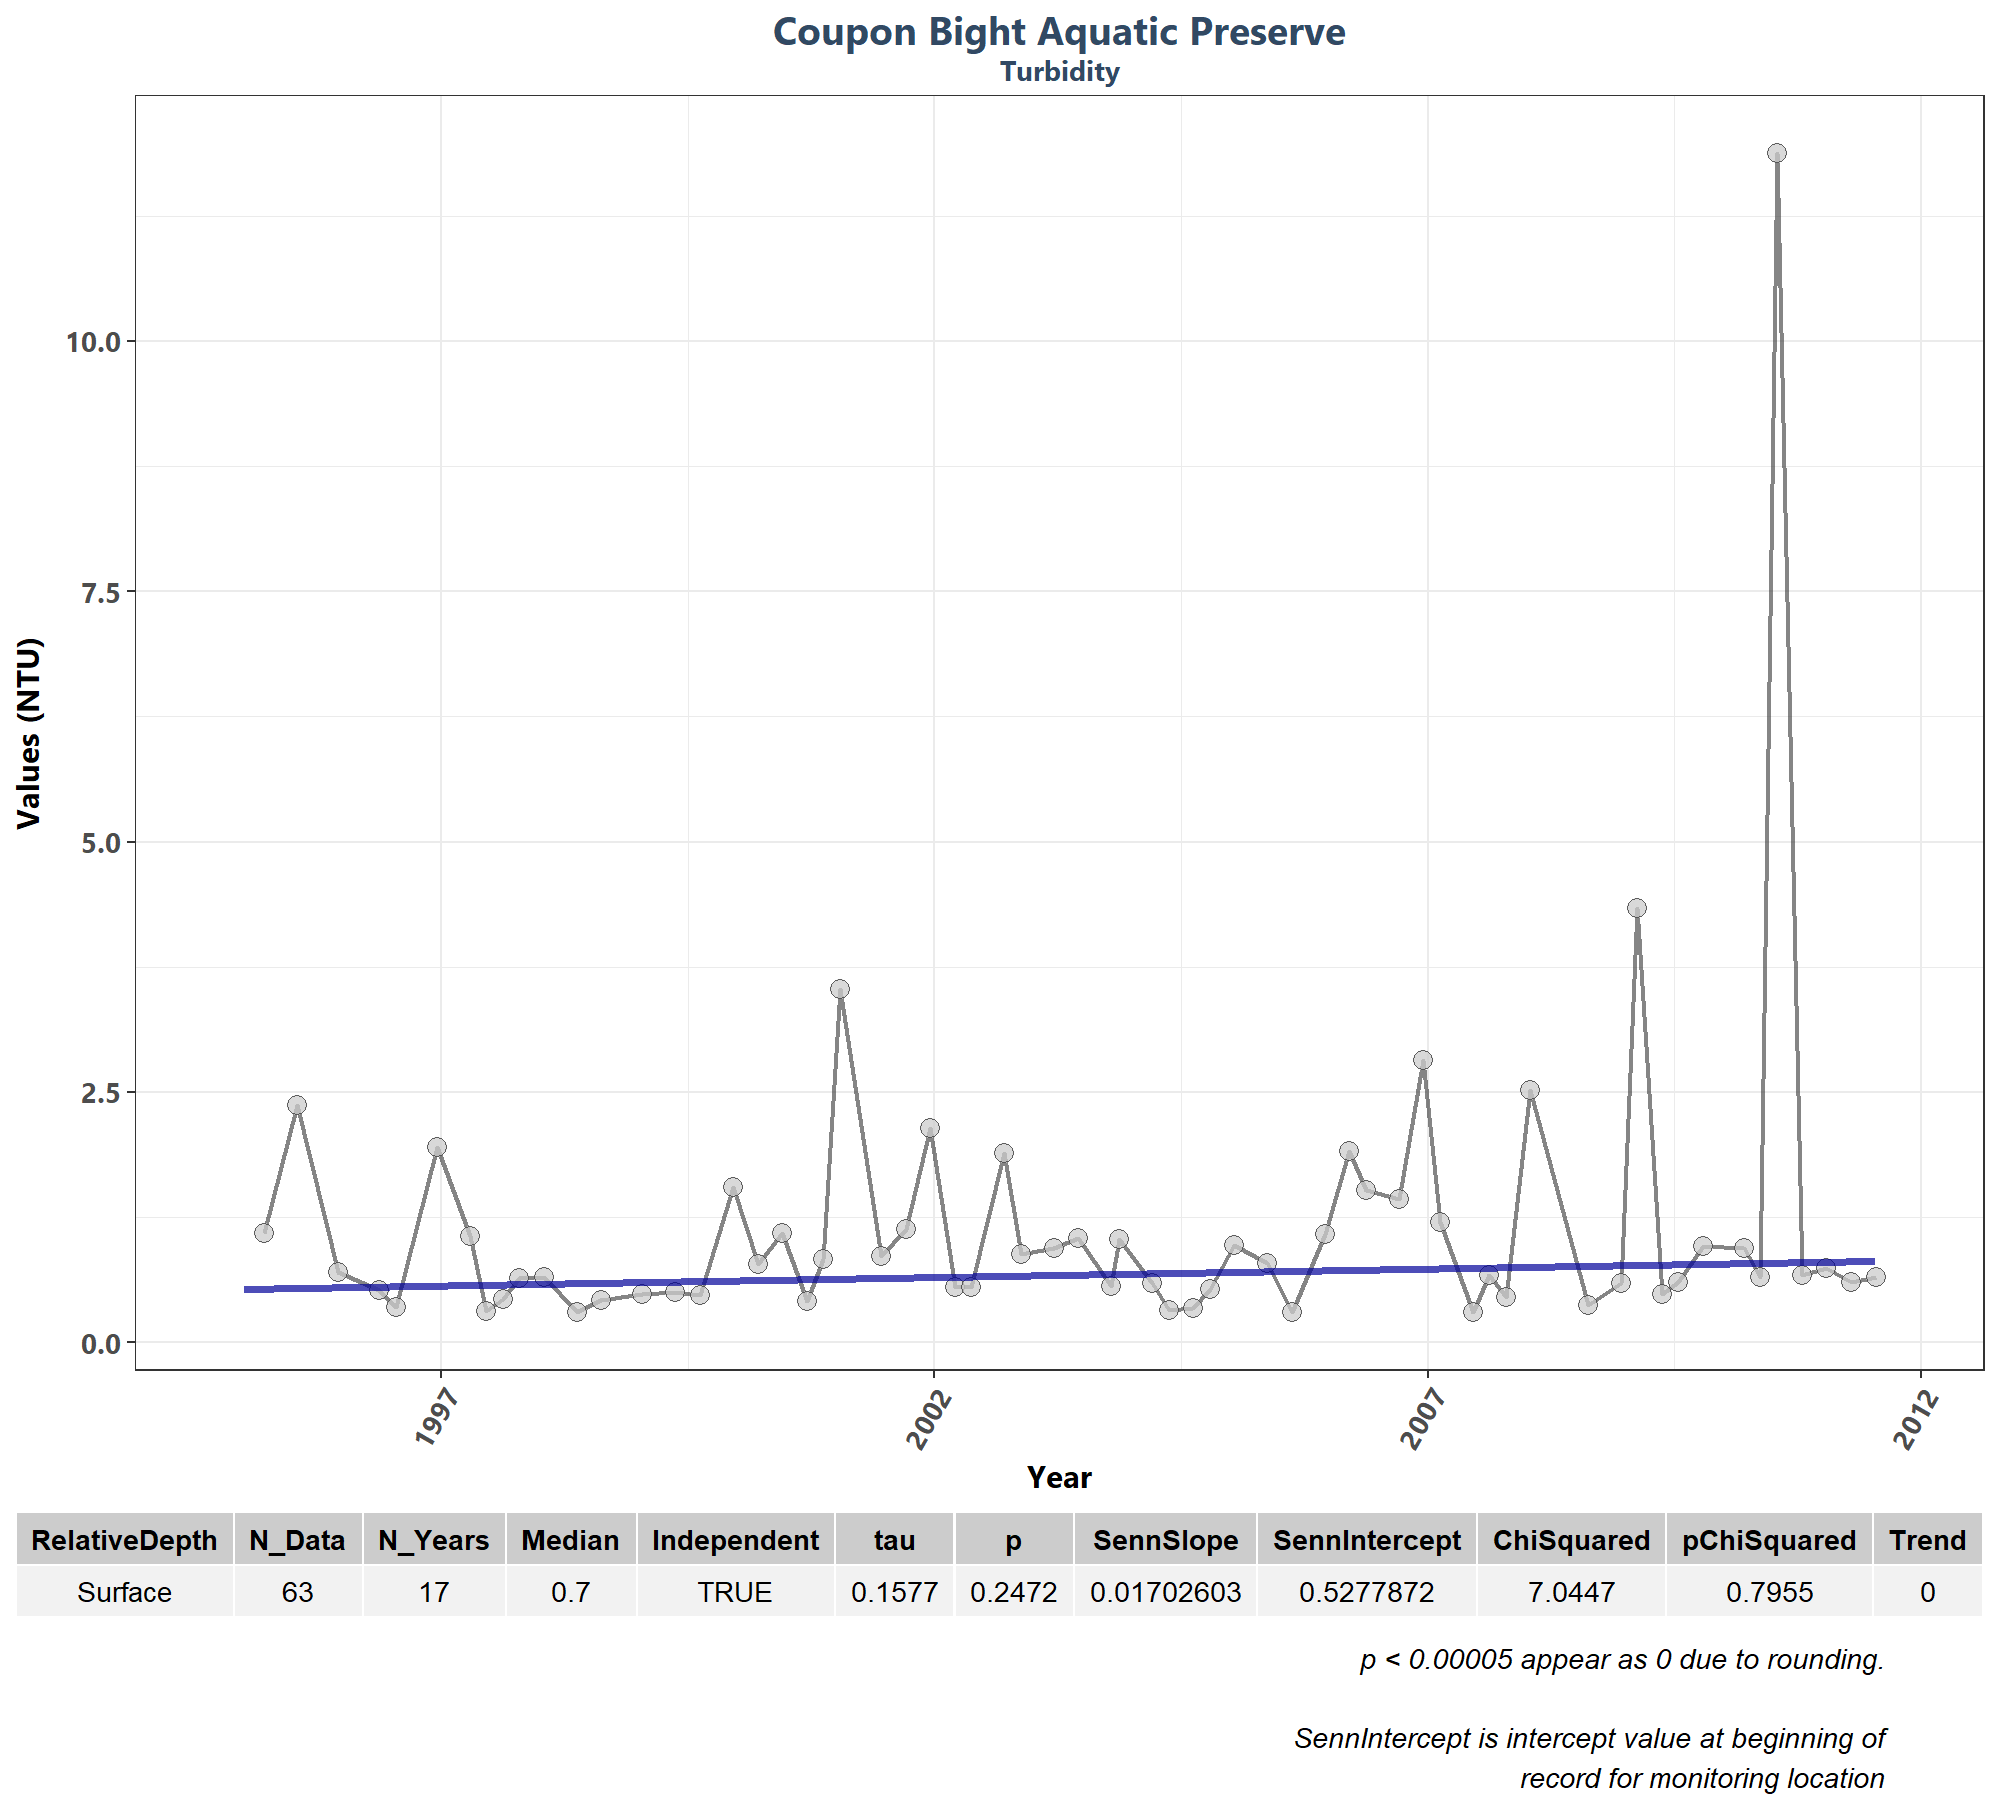 Coupon Bight Aquatic Preserve
Turbidity
Values (NTU)
10.0
7.5
5.0
2.5
0.0
1997
2002
2007
2012
Year
RelativeDepth N_Data N_Years Median Independent tau p SennSlope SennIntercept ChiSquared pChiSquared Trend
Surface 63 17 0.7 TRUE 0.1577 0.2472 0.01702603 0.5277872 7.0447 0.7955 0
p < 0.00005 appear as 0 due to rounding.
SennIntercept is intercept value at beginning of
record for monitoring location